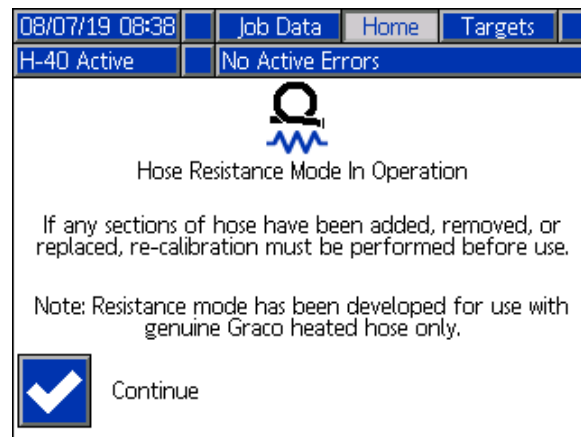 08/07/19 08:38 Job Data Home Targets
H-40 Active No Active Errors
Hose Resistance Mode In Operation
If any sections of hose have been added, removed, or
replaced, re-calibration must be performed before use.
Note: Resistance mode has been developed for use with
genuine Graco heated hose only.
Continue